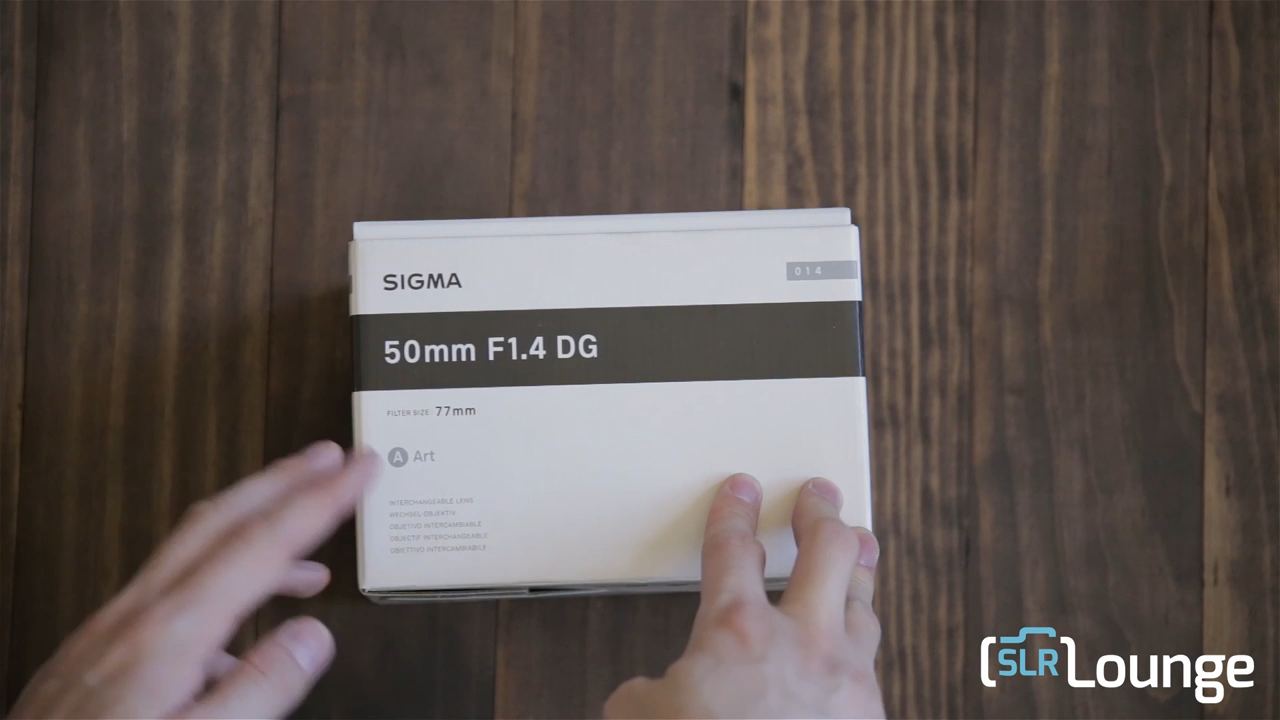 SIGMA
014
50mm F1.4 DG
FILTER SIZE: 77mm
A Art
INTERCHANGEABLE LENS
WECHSEL-OBJEKTIV
OBJETIVO INTERCAMBIABLE
OBJECTIF INTERCHANGEABLE
OBIETTIVO INTERCAMBIABILE
SLR Lounge